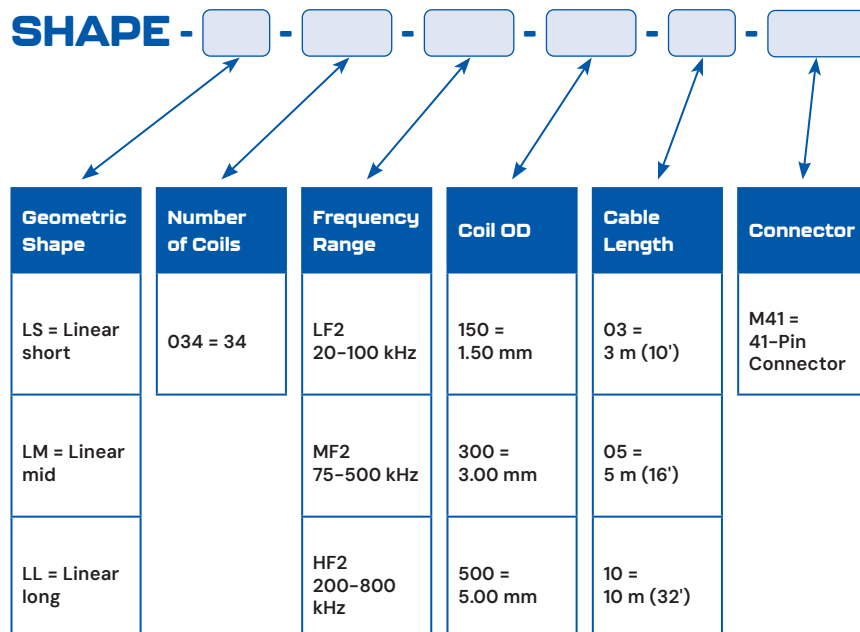 SHAPE - - - - - -
Geometric
Shape
Number
of Coils
Frequency
Range
Coil OD
Cable
Length
Connector
LS = Linear
short
034 = 34
LF2
20-100 kHz
150 =
1.50 mm
03 =
3 m (10')
M41 =
41-Pin
Connector
LM = Linear
mid
MF2
75-500 kHz
300 =
3.00 mm
05 =
5 m (16')
LL = Linear
long
HF2
200-800
kHz
500 =
5.00 mm
10 =
10 m (32')